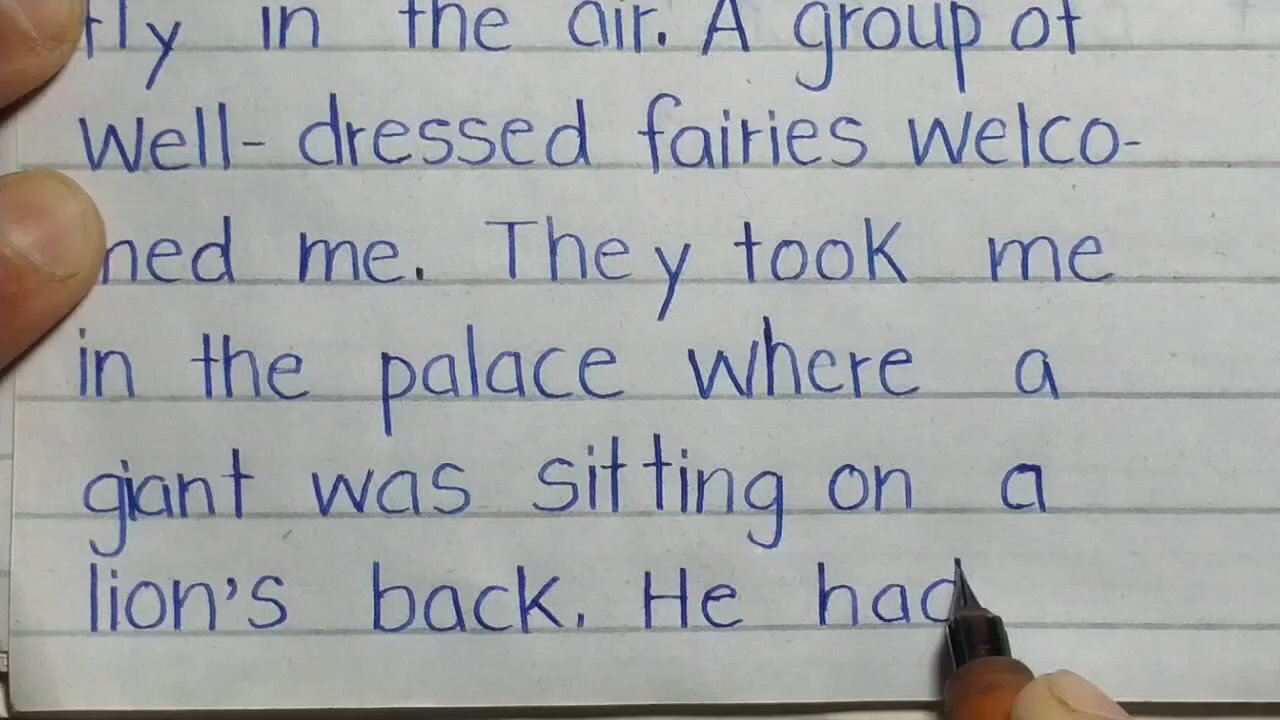 fly in the air. A group of
Well- dressed fairies welco-
ned me. They took me
in the palace where a
giant was sitting on a
lion's back. He had